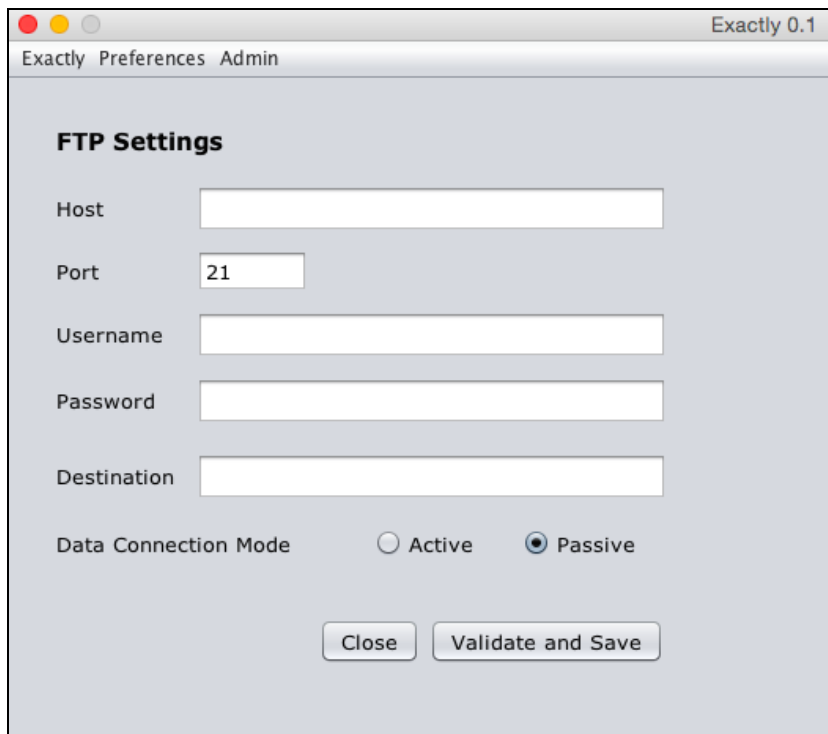 Exactly 0.1
Exactly Preferences Admin
FTP Settings
Host
Port 21
Username
Password
Destination
Data Connection Mode Active Passive
Close Validate and Save